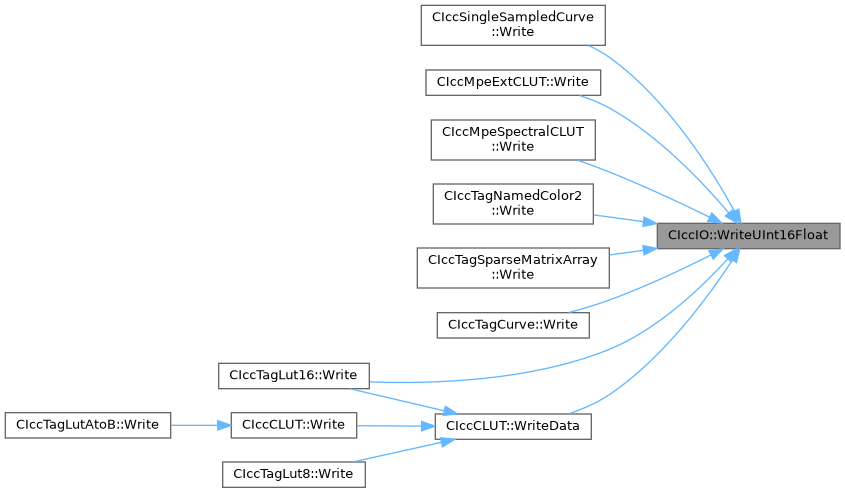 CIccSingleSampledCurve
::Write
CIccMpeExtCLUT::Write
CIccMpeSpectralCLUT
::Write
CIccTagNamedColor2
::Write
CIccIO::WriteUInt16Float
CIccTagSparseMatrixArray
::Write
CIccTagCurve::Write
CIccTagLut16::Write
CIccTagLutAtoB::Write
CIccCLUT::Write
CIccCLUT::WriteData
CIccTagLut8::Write